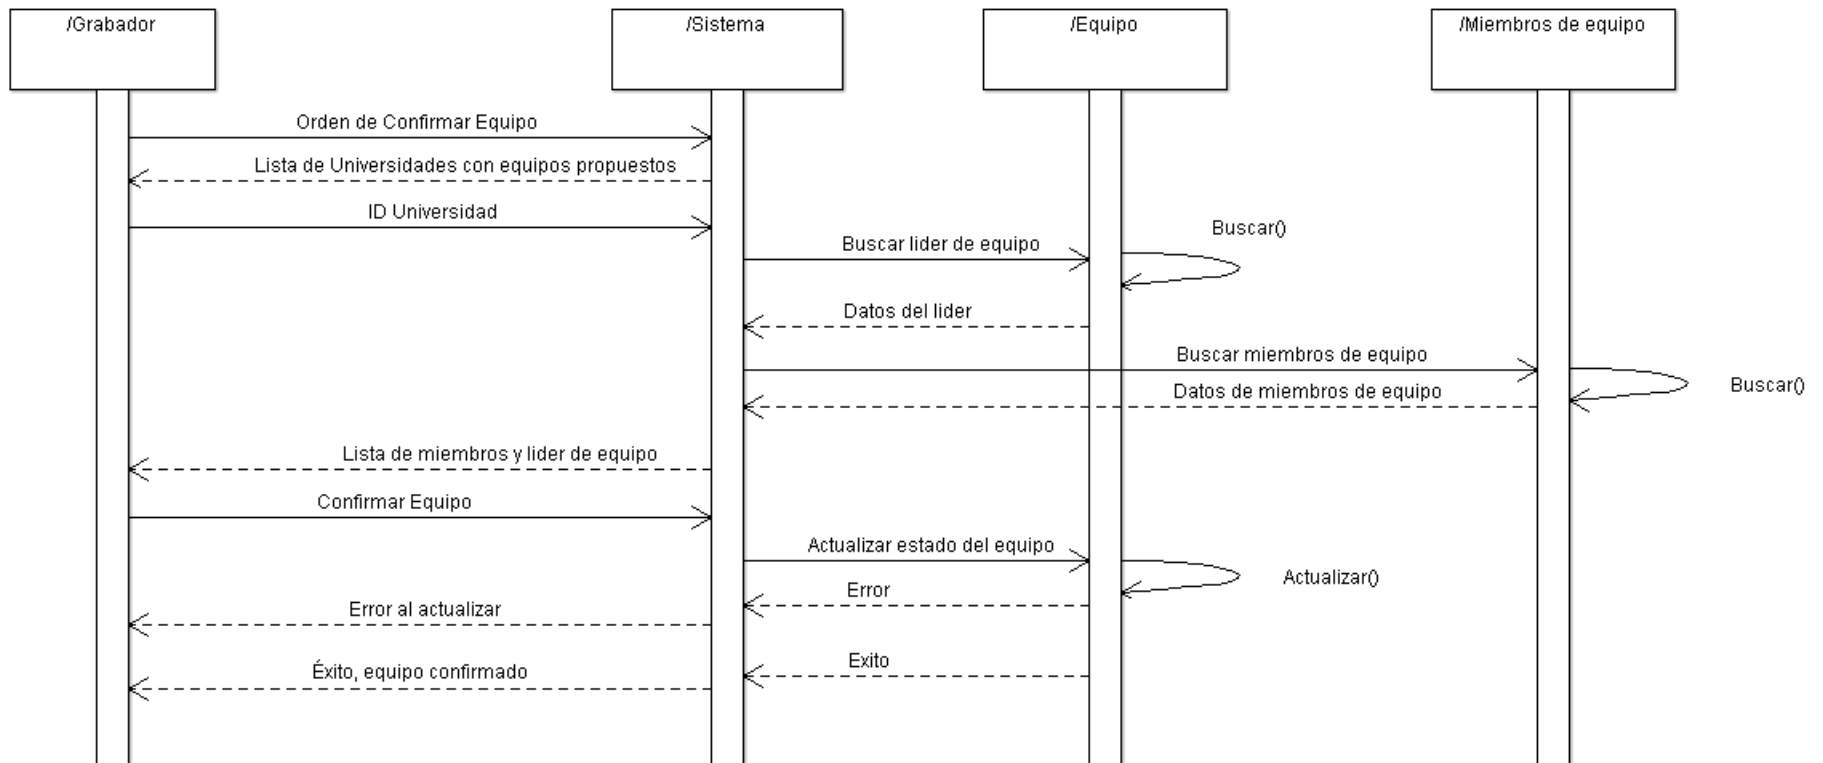 /Grabador
/Sistema
/Equipo
/Miembros de equipo
Orden de Confirmar Equipo
Lista de Universidades con equipos propuestos
ID Universidad
Buscar()
Buscar lider de equipo
Datos del lider
Buscar miembros de equipo
Buscar()
Datos de miembros de equipo
Lista de miembros y lider de equipo
Confirmar Equipo
Actualizar estado del equipo
Actualizar()
Error
Error al actualizar
Exito
Éxito, equipo confirmado